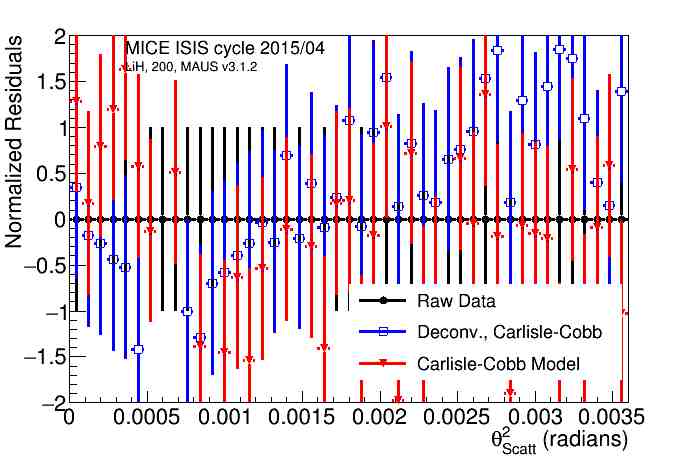 MICE ISIS cycle 2015/04
LiH, 200, MAUS v3.1.2
Normalized Residuals
2
1.5
1
0.5
0
−0.5
−1
−1.5
−2
Raw Data
Deconv., Carlisle-Cobb
Carlisle-Cobb Model
0 0.0005 0.001 0.0015 0.002 0.0025 0.003 0.0035
θ²Scatt (radians)